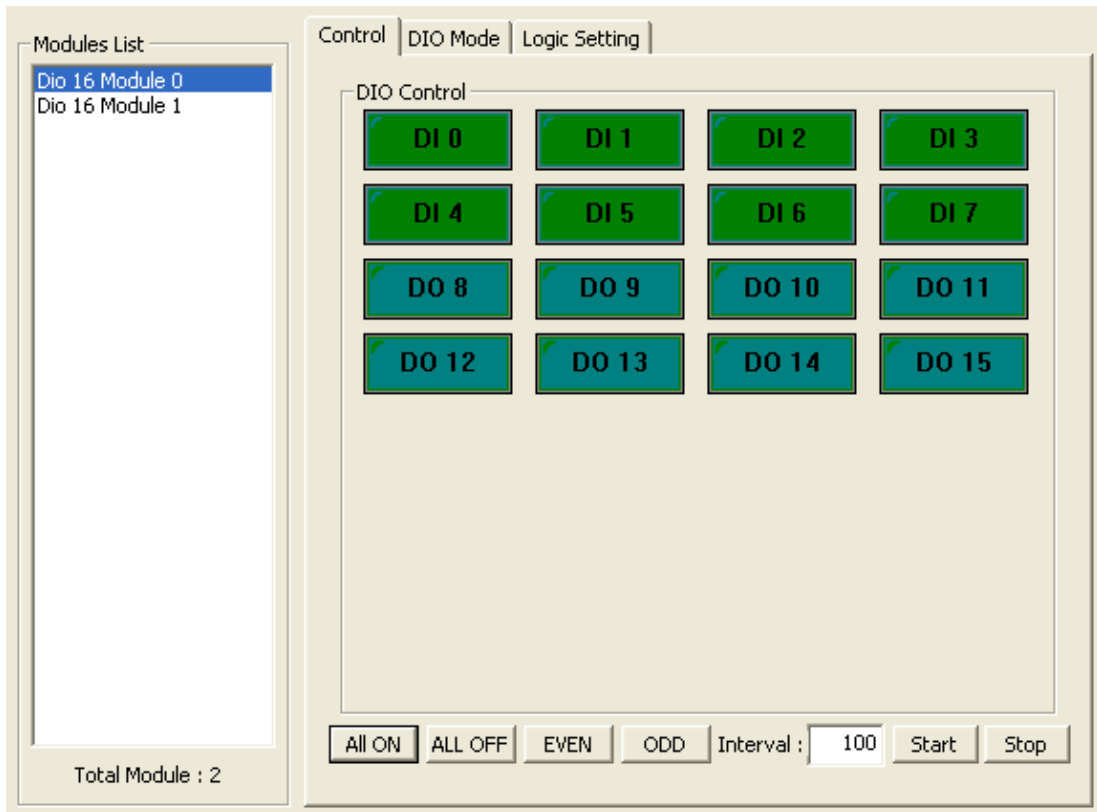 Modules List
Dio 16 Module 0
Dio 16 Module 1
Total Module : 2
Control DIO Mode Logic Setting
DIO Control
DI 0 DI 1 DI 2 DI 3
DI 4 DI 5 DI 6 DI 7
DO 8 DO 9 DO 10 DO 11
DO 12 DO 13 DO 14 DO 15
All ON ALL OFF EVEN ODD Interval : 100 Start Stop